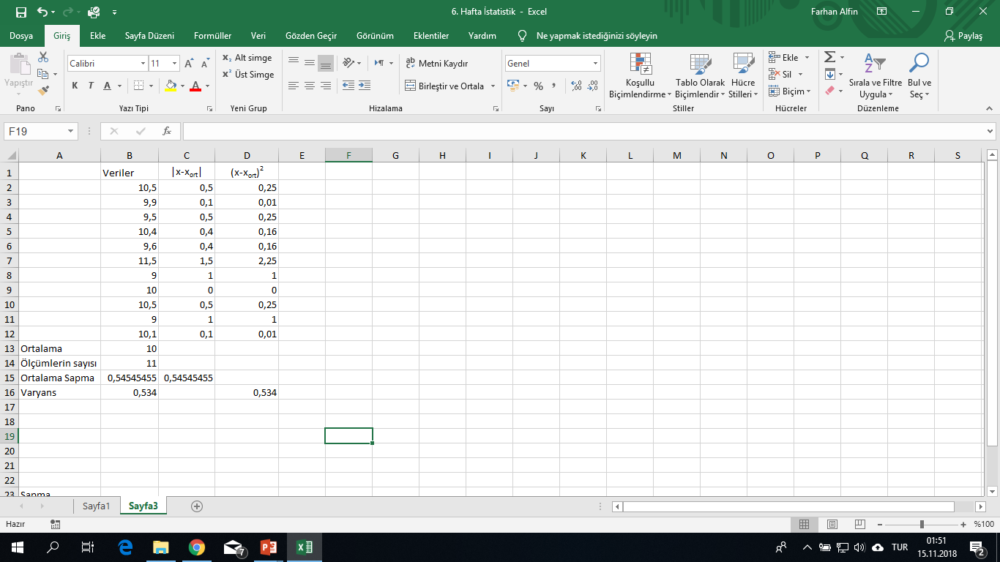 6. Hafta İstatistik - Excel
Farhan Alfin
Dosya Giriş Ekle Sayfa Düzeni Formüller Veri Gözden Geçir Görünüm Eklentiler Yardım Ne yapmak istediğinizi söyleyin Paylaş
Yapıştır
Calibri 11
K T A A A A
Alt simge
Üst Simge
Metni Kaydır
Birleştir ve Ortala
Genel
%
Koşullu Biçimlendirme
Tablo Olarak Biçimlendir
Hücre Stilleri
Ekle
Sil
Biçim
Sırala ve Filtre Uygula
Bul ve Seç
Pano Yazı Tipi Yeni Grup Hizalama Sayı Stiller Hücreler Düzenleme
F19 fx
A B C D E F G H I J K L M N O P Q R S
1 Veriler |x-xort| (x-xort)²
2 10,5 0,5 0,25
3 9,9 0,1 0,01
4 9,5 0,5 0,25
5 10,4 0,4 0,16
6 9,6 0,4 0,16
7 11,5 1,5 2,25
8 9 1 1
9 10 0 0
10 10,5 0,5 0,25
11 9 1 1
12 10,1 0,1 0,01
13 Ortalama 10
14 Ölçümlerin sayısı 11
15 Ortalama Sapma 0,54545455 0,54545455
16 Varyans 0,534 0,534
17
18
19
20
21
22
23 Sapma
Sayfa1 Sayfa3
Hazır %100
7 TUR 01:51
15.11.2018 2